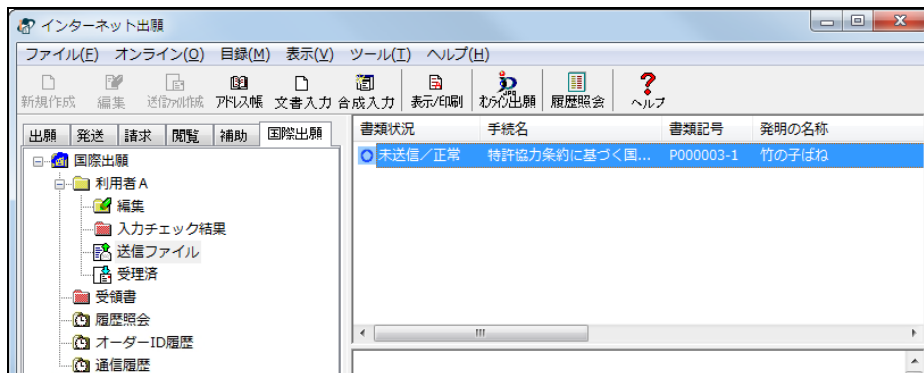 インターネット出願
ファイル(F) オンライン(O) 目録(M) 表示(V) ツール(T) ヘルプ(H)
新規作成 編集 送信ファイル作成 アドレス帳 文書入力 合成入力 表示/印刷 オンライン出願 履歴照会 ヘルプ
出願 発送 請求 閲覧 補助 国際出願
書類状況 手続名 書類記号 発明の名称
未送信/正常 特許協力条約に基づく国... P000003-1 竹の子ばね
国際出願
利用者A
編集
入力チェック結果
送信ファイル
受理済
受領書
履歴照会
オーダーID履歴
通信履歴